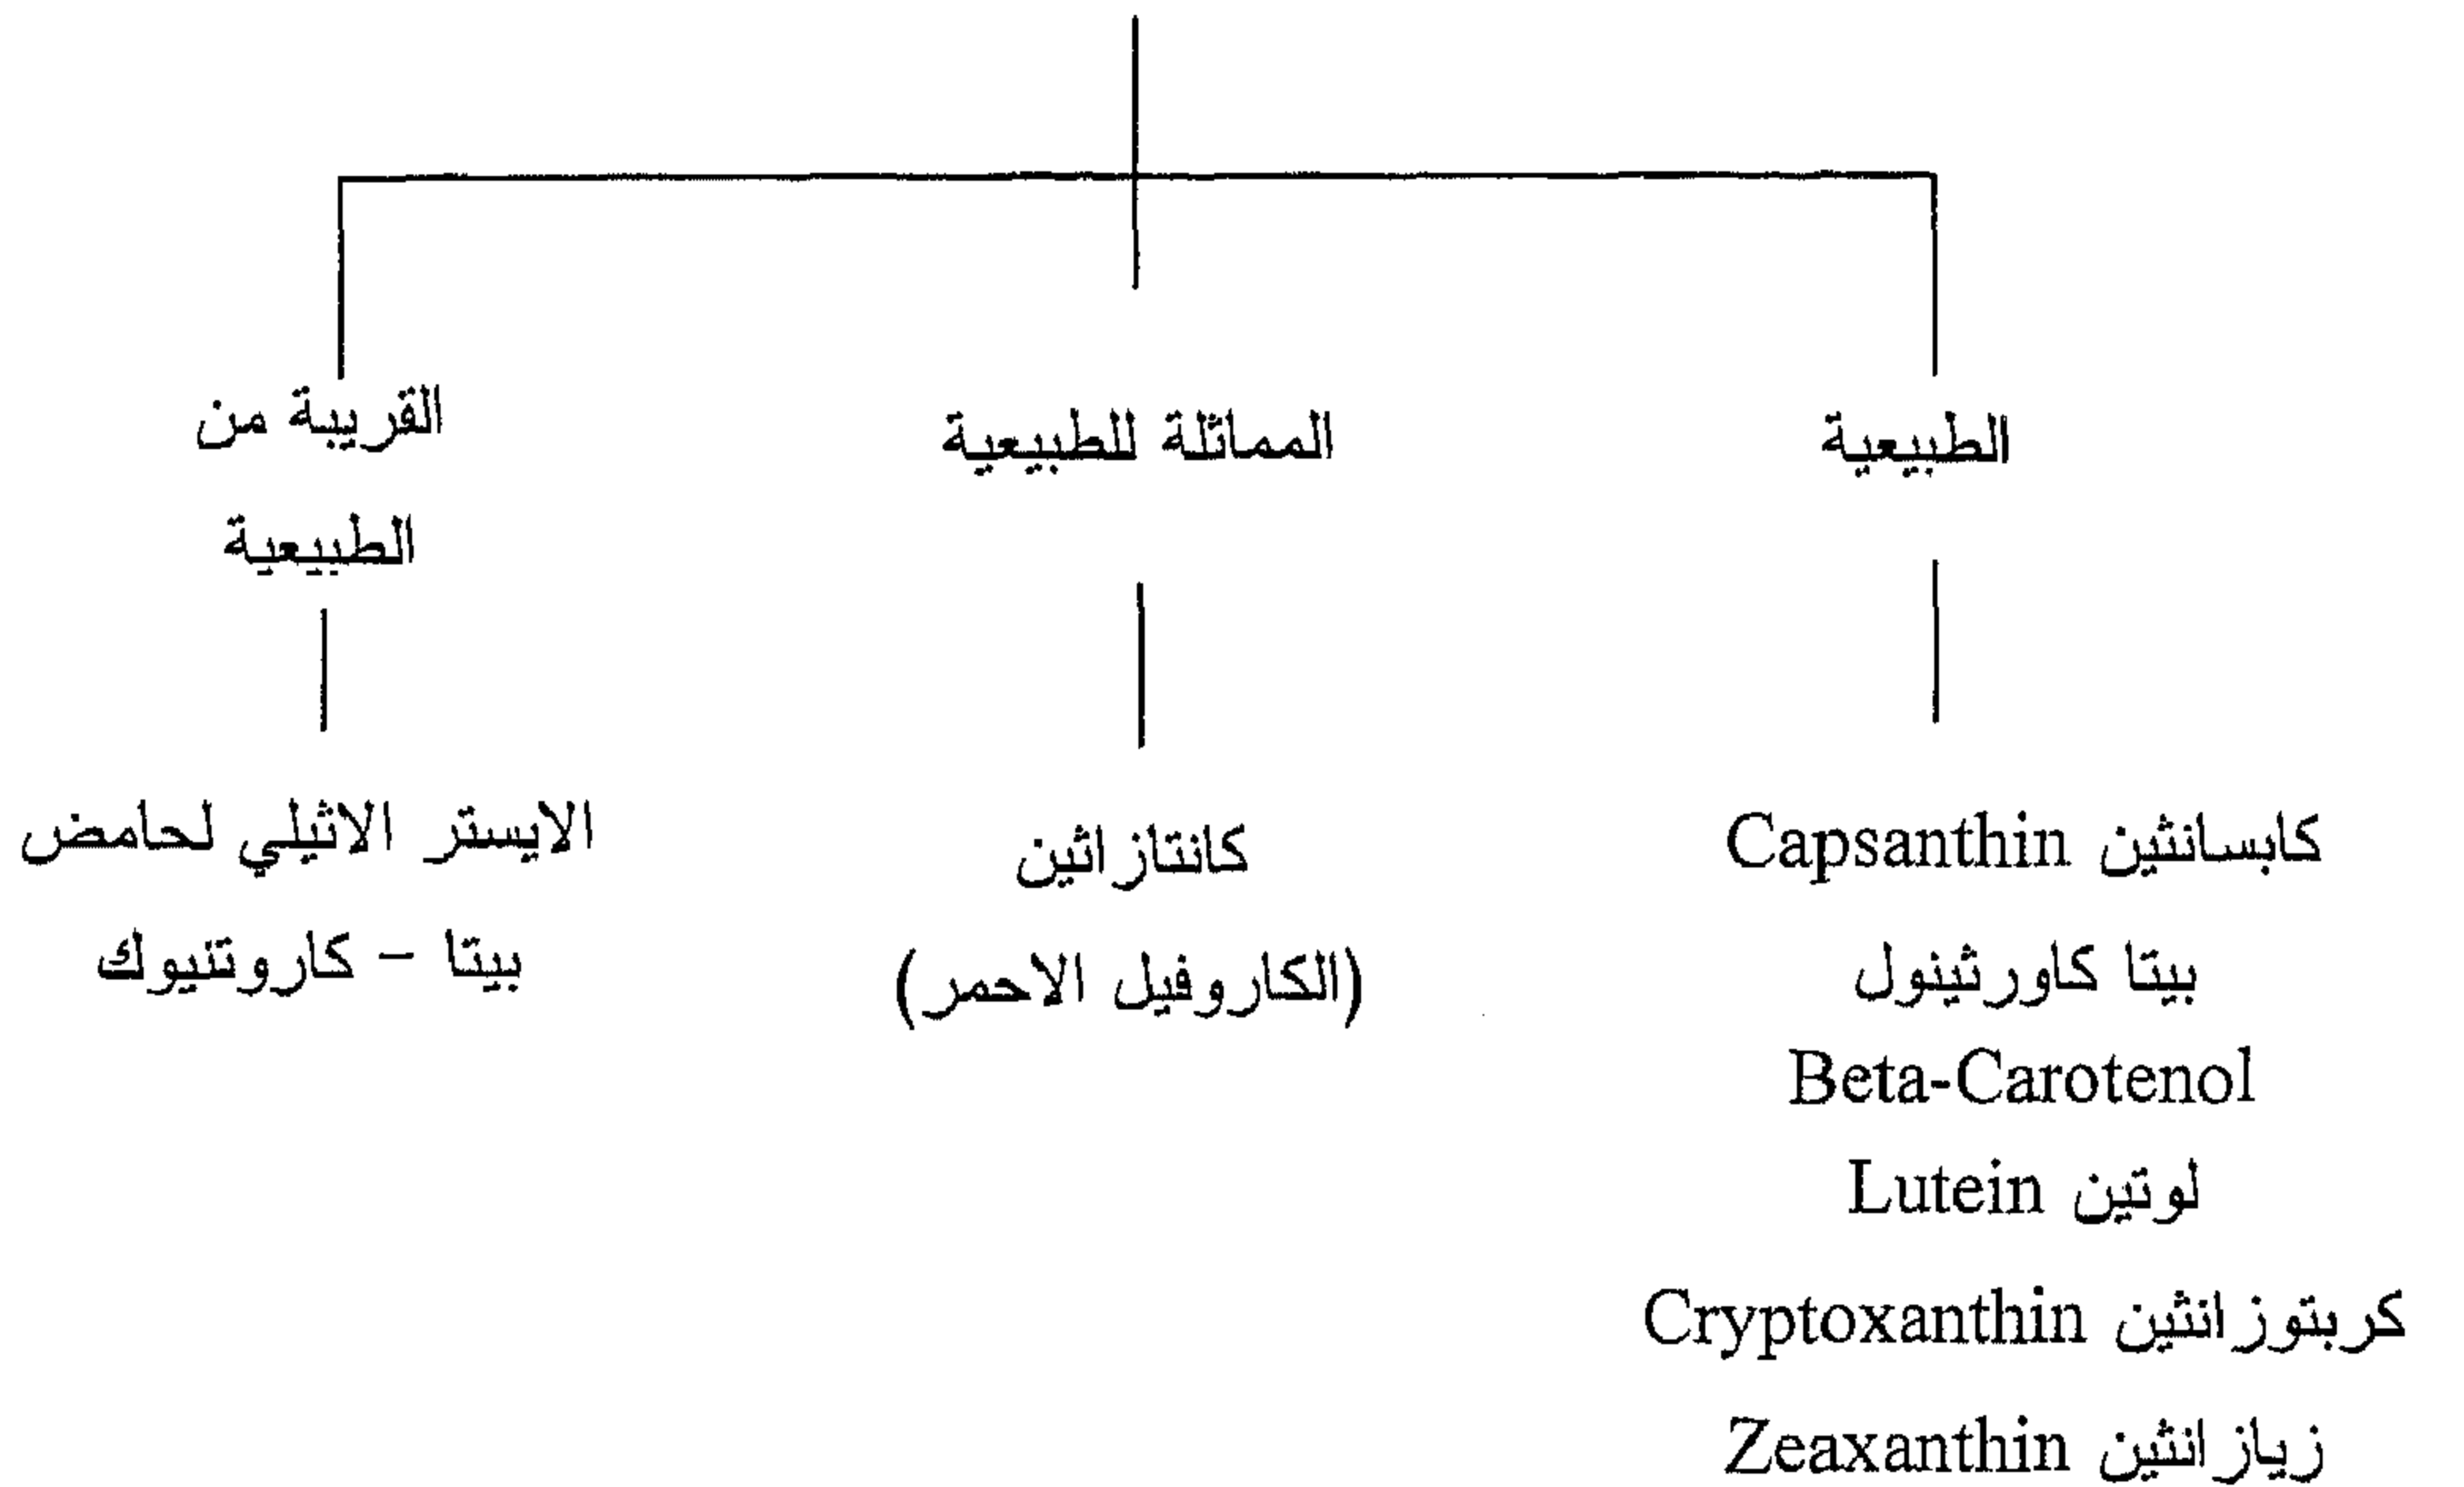 الطبيعية
كابسانثين Capsanthin
بيتا كاورثينول
Beta-Carotenol
لوتين Lutein
كربتوزانثين Cryptoxanthin
زيازانثين Zeaxanthin
المماثلة للطبيعية
كانتازاثين
(الكاروفيل الاحمر)
القريبة من
الطبيعية
الايستر الاثيلي لحامض
بيتا - كاروتنيوك